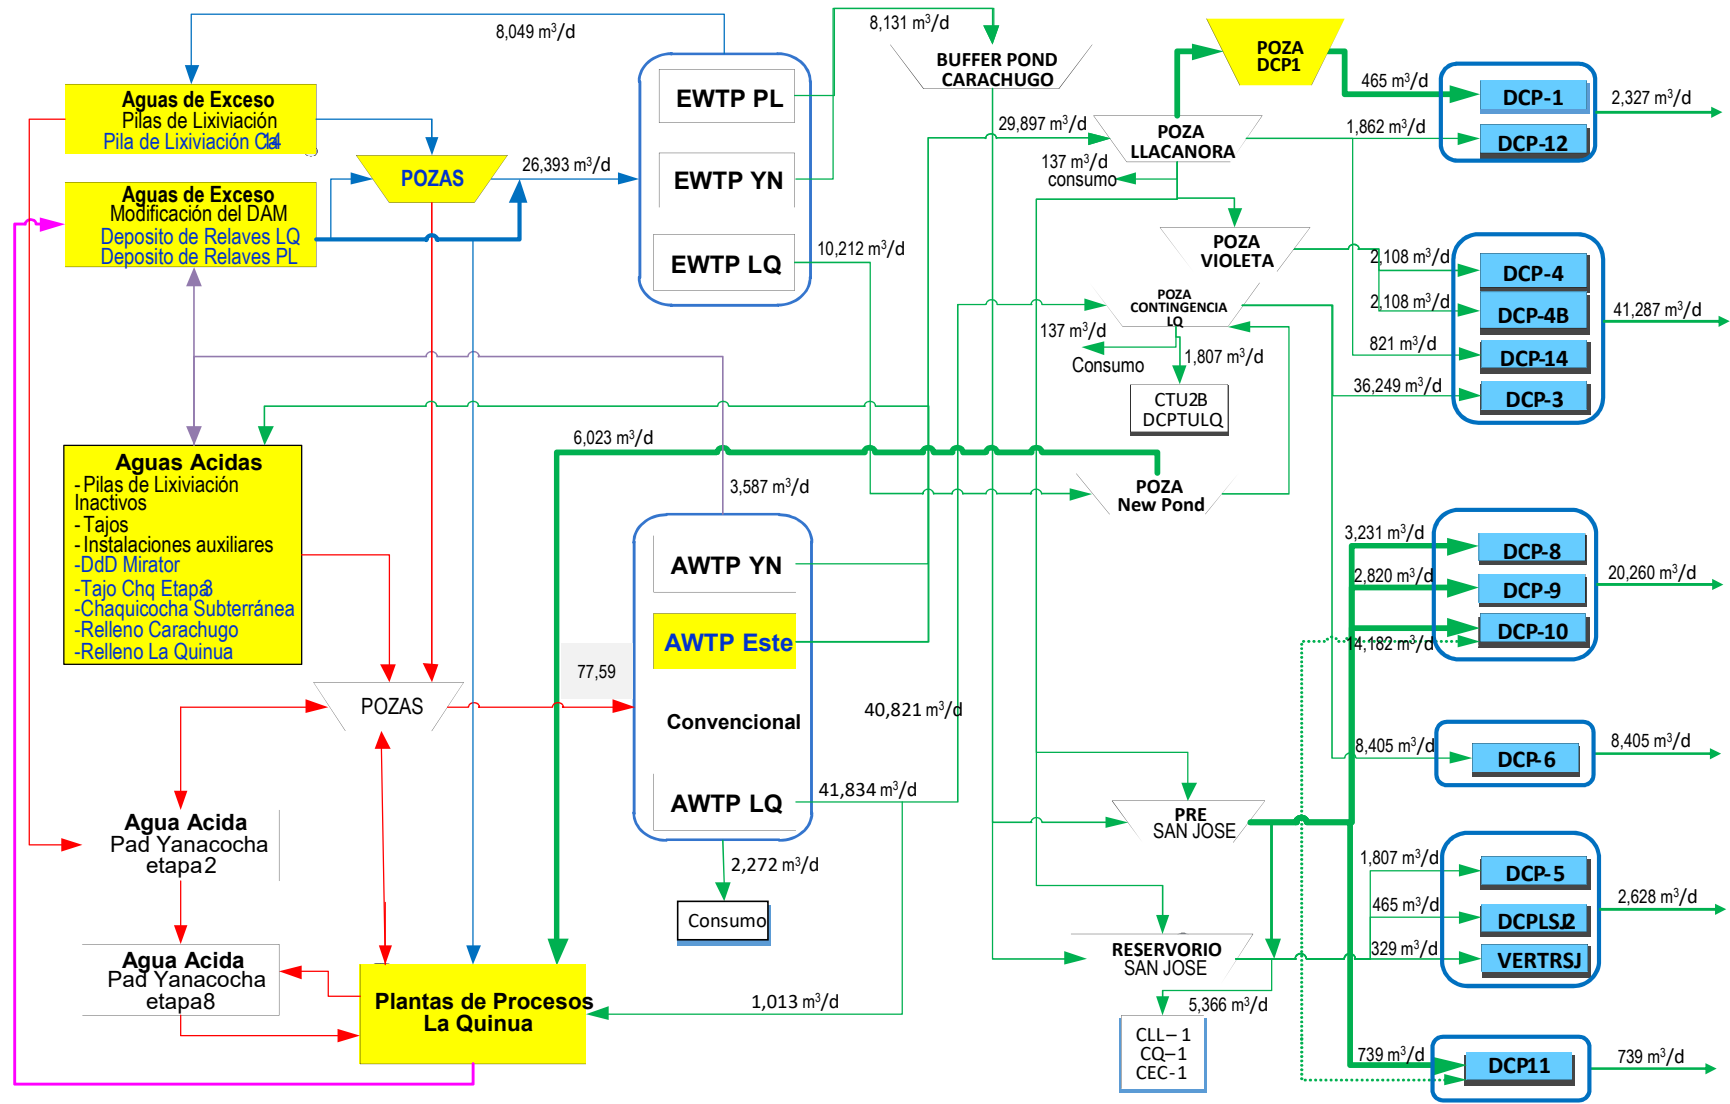 8,049 m³/d
8,131 m³/d
BUFFER POND
CARACHUGO
POZA
DCP1
465 m³/d
DCP-1
2,327 m³/d
1,862 m³/d
DCP-12
Aguas de Exceso
Pilas de Lixiviación
Pila de Lixiviación
POZAS
26,393 m³/d
Aguas de Exceso
Modificación del DAM
Deposito de Relaves LQ
Deposito de Relaves PL
EWTP PL
EWTP YN
EWTP LQ
10,212 m³/d
29,897 m³/d
POZA
LLACANORA
137 m³/d
consumo
POZA
VIOLETA
POZA
CONTINGENCIA
LQ
137 m³/d
Consumo
1,807 m³/d
CTU2B
DCPTULQ
2,108 m³/d
DCP-4
2,108 m³/d
DCP-4B
821 m³/d
DCP-14
36,249 m³/d
DCP-3
41,287 m³/d
6,023 m³/d
POZA
New Pond
Aguas Acidas
- Pilas de Lixiviación
Inactivos
- Tajos
- Instalaciones auxiliares
-DdD Mirator
-Tajo Chq Etapa3
-Chaquicocha Subterránea
-Relleno Carachugo
-Relleno La Quinua
3,587 m³/d
AWTP YN
AWTP Este
Convencional
AWTP LQ
77,59
POZAS
40,821 m³/d
41,834 m³/d
2,272 m³/d
Consumo
1,013 m³/d
3,231 m³/d
DCP-8
2,820 m³/d
DCP-9
14,182 m³/d
DCP-10
20,260 m³/d
8,405 m³/d
DCP-6
8,405 m³/d
PRE
SAN JOSE
Agua Acida
Pad Yanacocha
etapa2
Agua Acida
Pad Yanacocha
etapa8
Plantas de Procesos
La Quinua
RESERVORIO
SAN JOSE
5,366 m³/d
CLL–1
CQ–1
CEC-1
1,807 m³/d
DCP-5
465 m³/d
DCPLSJ2
329 m³/d
VERTRSJ
2,628 m³/d
739 m³/d
DCP11
739 m³/d